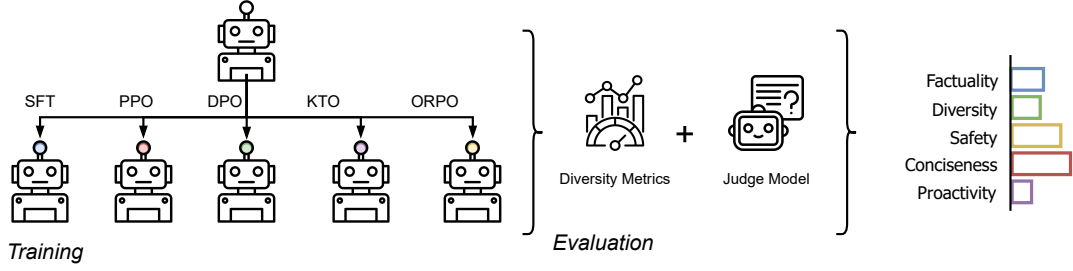 SFT
PPO
DPO
KTO
ORPO
Training
?
Diversity Metrics
+
Judge Model
Evaluation
Factuality
Diversity
Safety
Conciseness
Proactivity